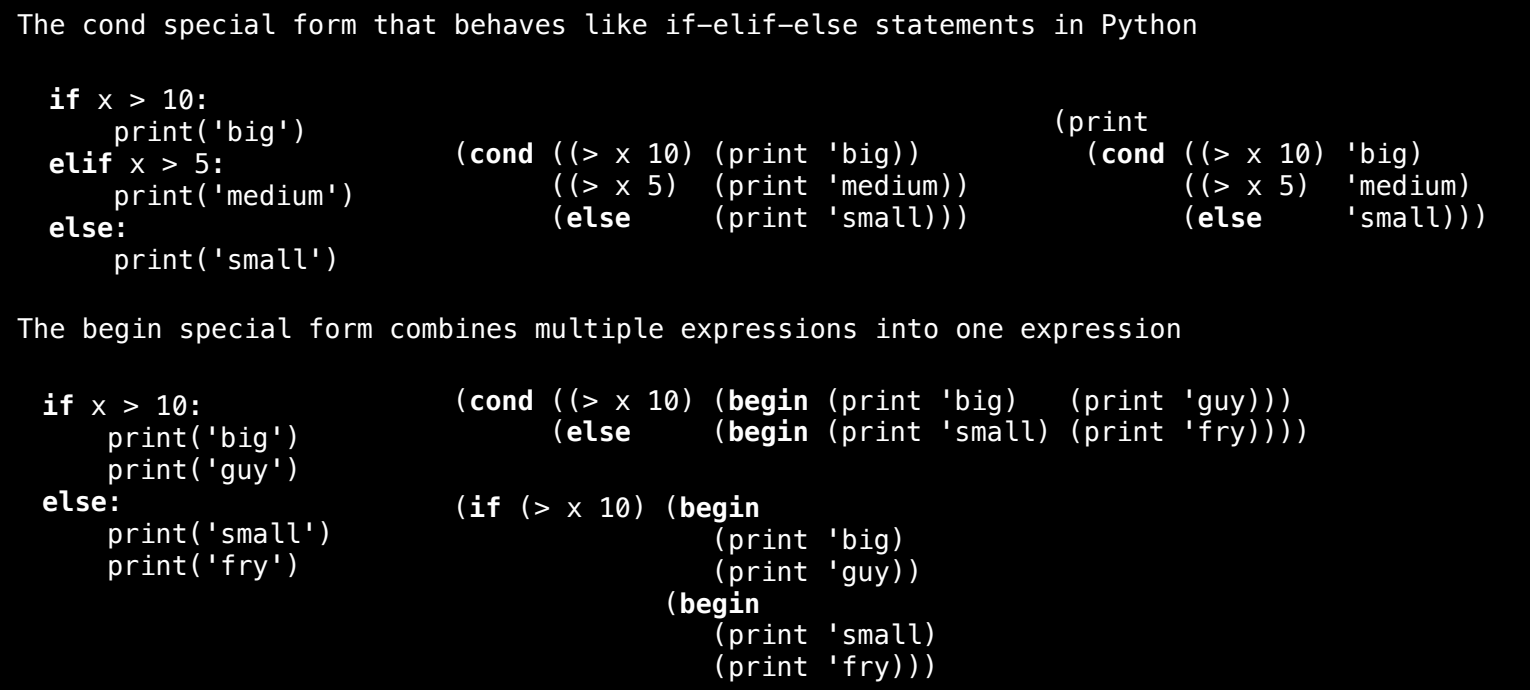 The cond special form that behaves like if-elif-else statements in Python
if x > 10:
    print('big')
elif x > 5:
    print('medium')
else:
    print('small')
(cond ((> x 10) (print 'big))
      ((> x 5)  (print 'medium))
      (else     (print 'small)))
(print
  (cond ((> x 10) 'big)
        ((> x 5)  'medium)
        (else     'small)))
The begin special form combines multiple expressions into one expression
if x > 10:
    print('big')
    print('guy')
else:
    print('small')
    print('fry')
(cond ((> x 10) (begin (print 'big)   (print 'guy)))
      (else     (begin (print 'small) (print 'fry))))
(if (> x 10) (begin
                (print 'big)
                (print 'guy))
             (begin
                (print 'small)
                (print 'fry)))